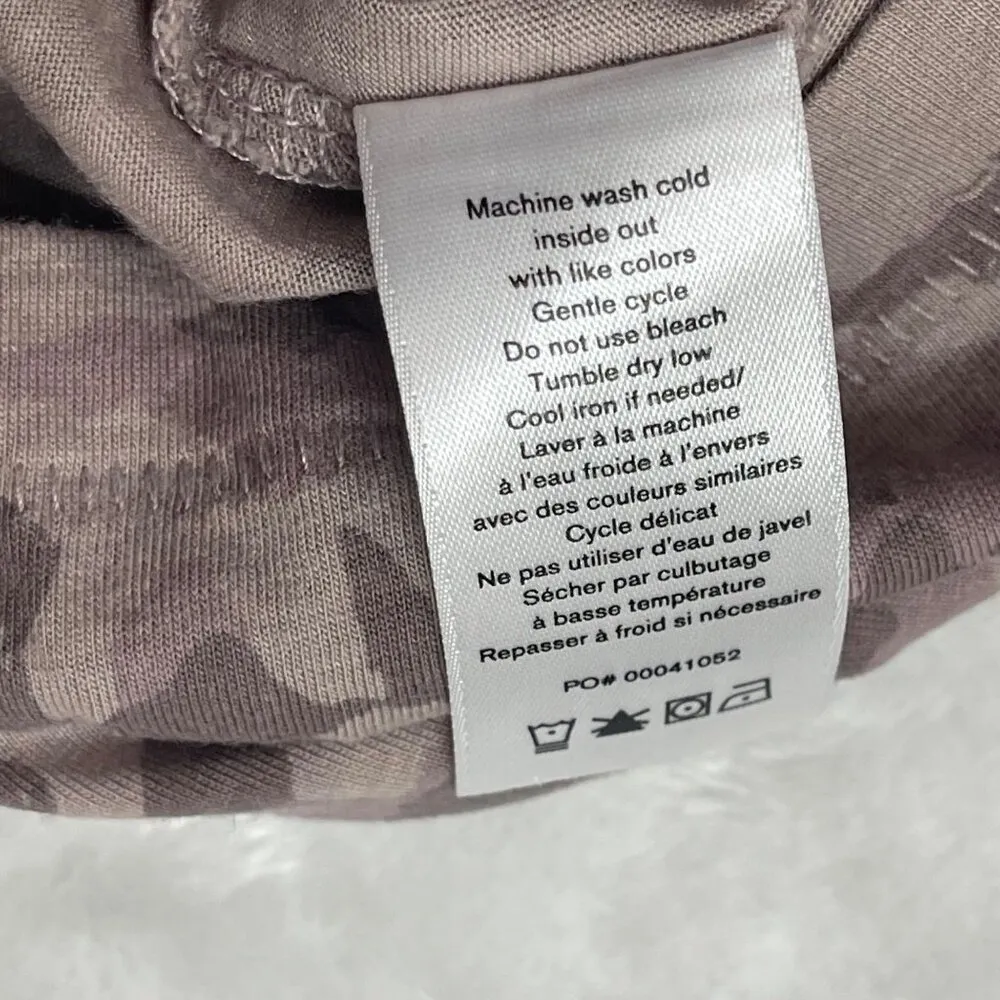 Machine wash cold
inside out
with like colors
Gentle cycle
Do not use bleach
Tumble dry low
Cool iron if needed/
Laver à la machine
à l'eau froide à l'envers
avec des couleurs similaires
Cycle délicat
Ne pas utiliser d'eau de javel
Sécher par culbutage
à basse température
Repasser à froid si nécessaire
PO# 00041052